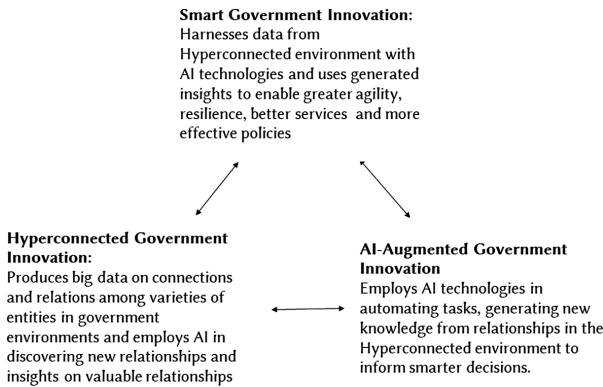 Smart Government Innovation:
Harnesses data from
Hyperconnected environment with
AI technologies and uses generated
insights to enable greater agility,
resilience, better services and more
effective policies
Hyperconnected Government
Innovation:
Produces big data on connections
and relations among varieties of
entities in government
environments and employs AI in
discovering new relationships and
insights on valuable relationships
AI-Augmented Government
Innovation
Employs AI technologies in
automating tasks, generating new
knowledge from relationships in the
Hyperconnected environment to
inform smarter decisions.